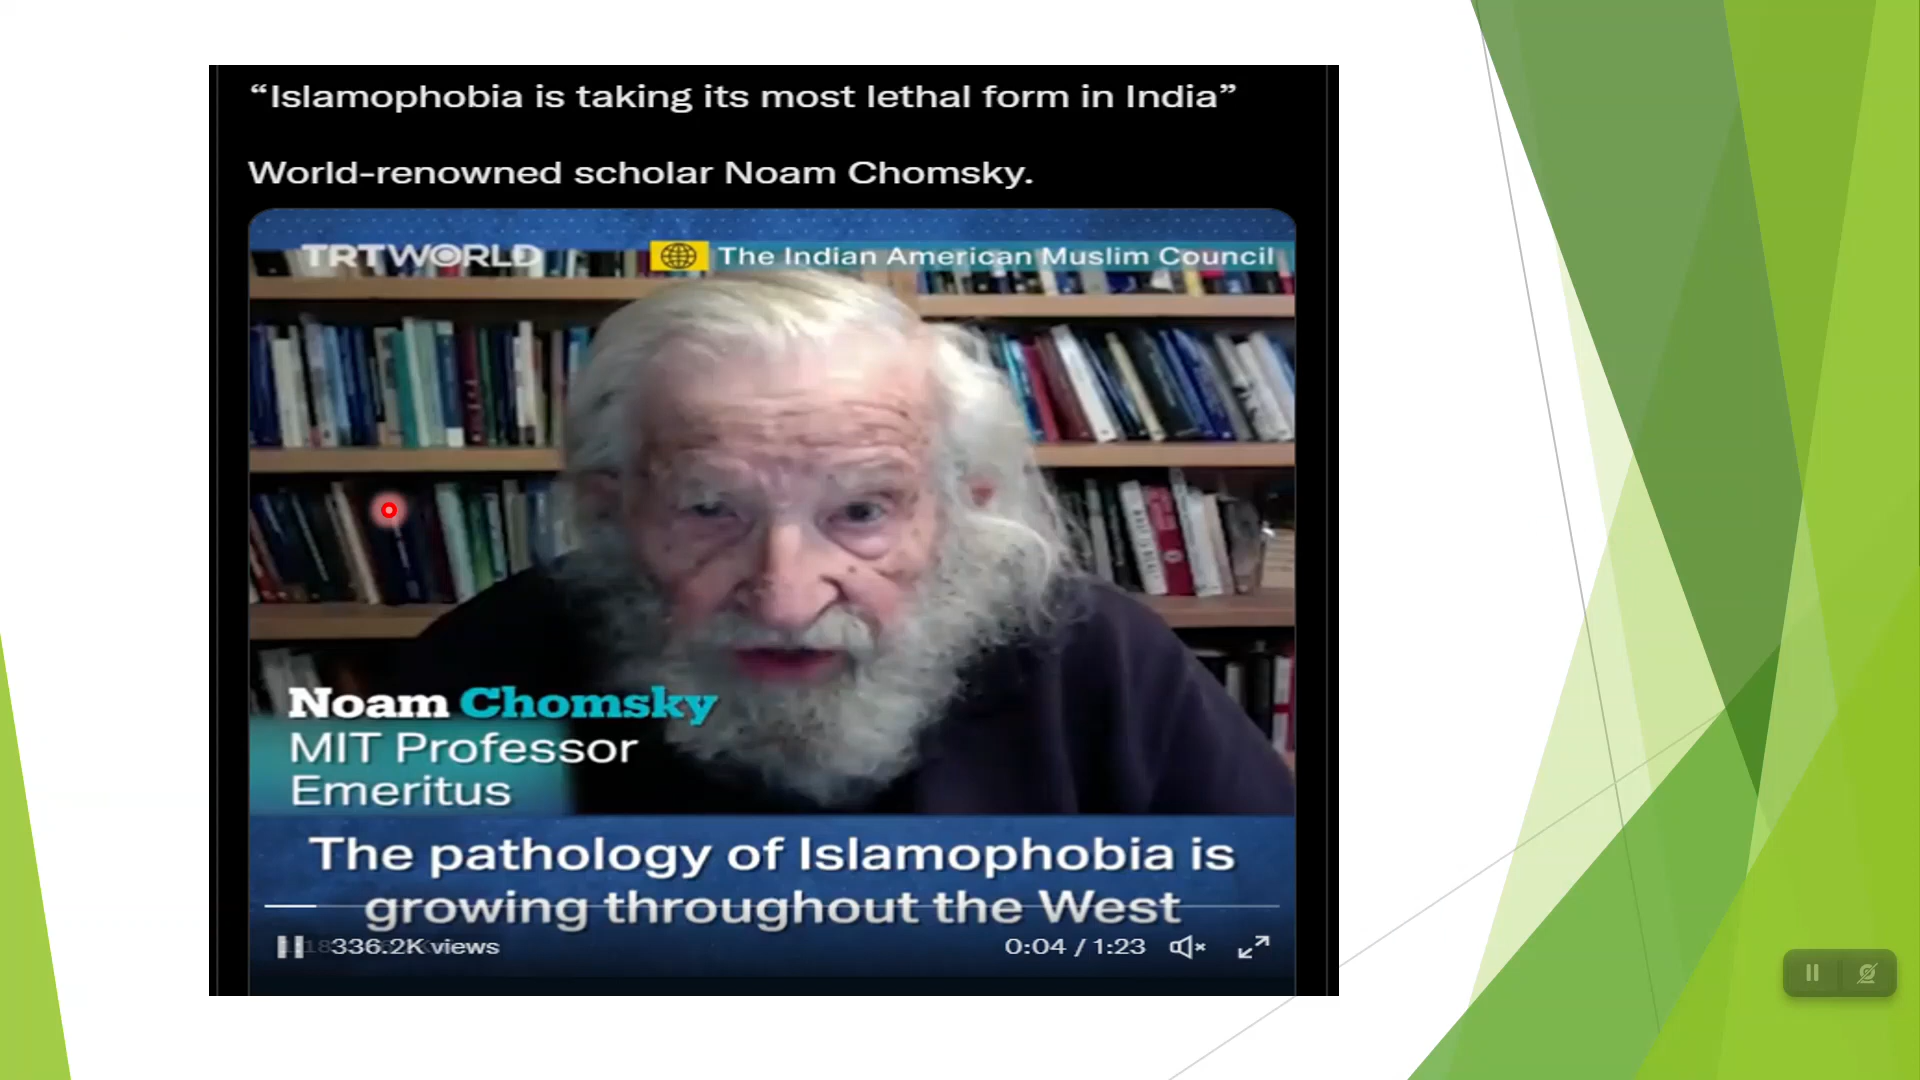 “Islamophobia is taking its most lethal form in India”
World-renowned scholar Noam Chomsky.
TRT WORLD
The Indian American Muslim Council
Noam Chomsky
MIT Professor
Emeritus
The pathology of Islamophobia is
growing throughout the West
336.2K views
0:04 / 1:23